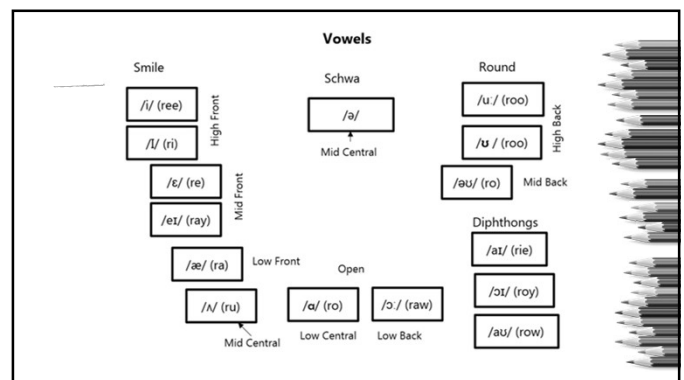 Vowels
Smile
/i/ (ree)
/I/ (ri)
High Front
/ɛ/ (re)
/eɪ/ (ray)
Mid Front
/æ/ (ra)
Low Front
/ʌ/ (ru)
Mid Central
Schwa
/ə/
Mid Central
Open
/ɑ/ (ro)
Low Central
/ɔː/ (raw)
Low Back
Round
/uː/ (roo)
/ʊ/ (roo)
High Back
/əʊ/ (ro)
Mid Back
Diphthongs
/aɪ/ (rie)
/ɔɪ/ (roy)
/aʊ/ (row)